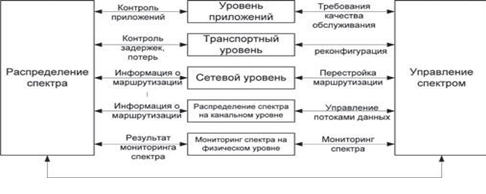 Контроль
приложений
Уровень
приложений
Требования
качества
обслуживания
Контроль
задержек,
потерь
Транспортный
уровень
реконфигурация
Распределение
спектра
Информация о
маршрутизации
Сетевой уровень
Перестройка
маршрутизации
Управление
спектром
Информация о
маршрутизации
Распределение спектра
на канальном уровне
Управление
потоками данных
Результат
мониторинга
спектра
Мониторинг спектра на
физическом уровне
Мониторинг
спектра